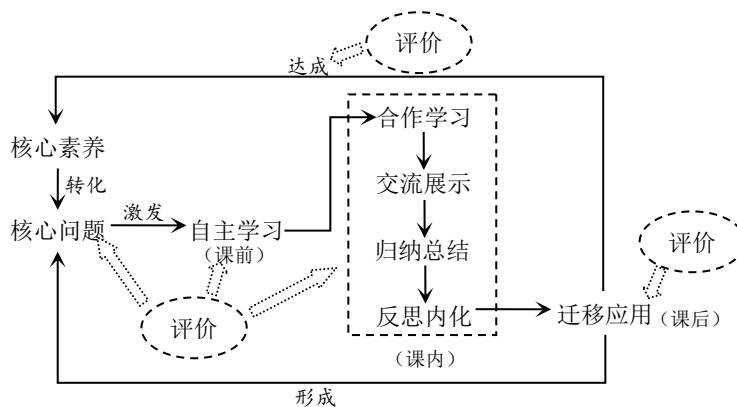 评价
达成
合作学习
核心素养
转化
交流展示
核心问题
激发
自主学习
（课前）
归纳总结
评价
评价
反思内化
迁移应用（课后）
（课内）
形成